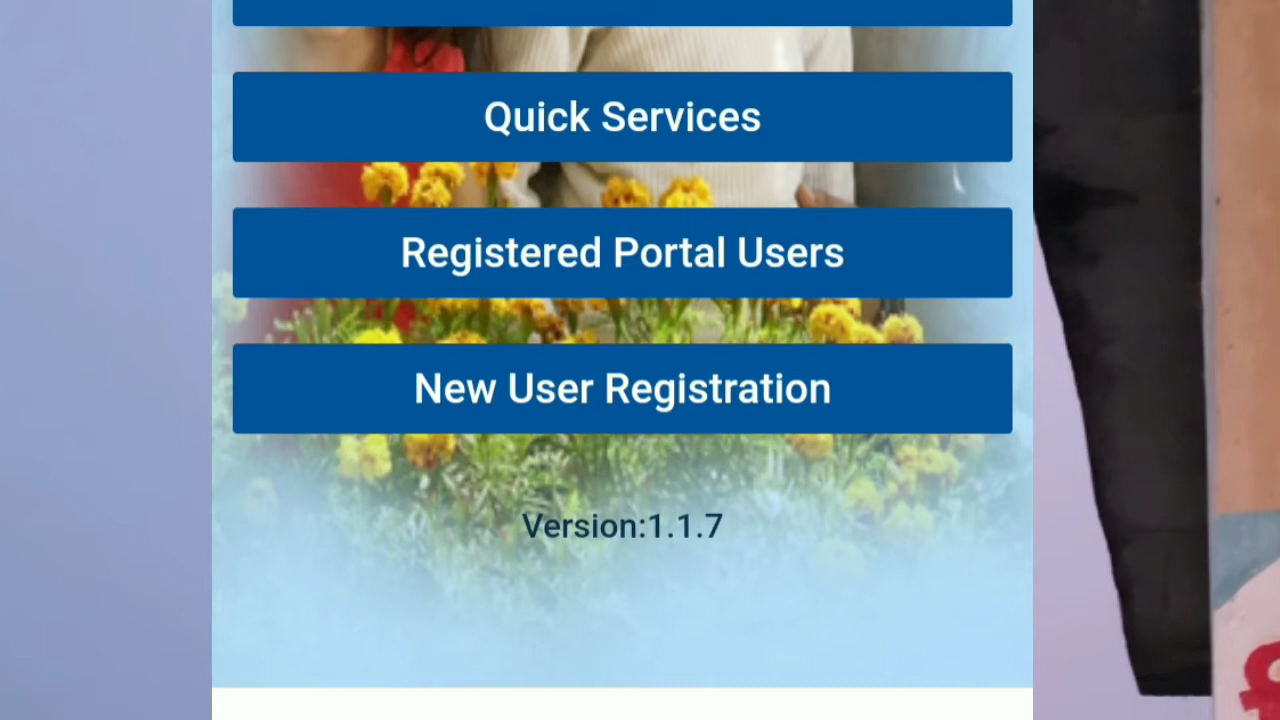 Quick Services
Registered Portal Users
New User Registration
Version:1.1.7